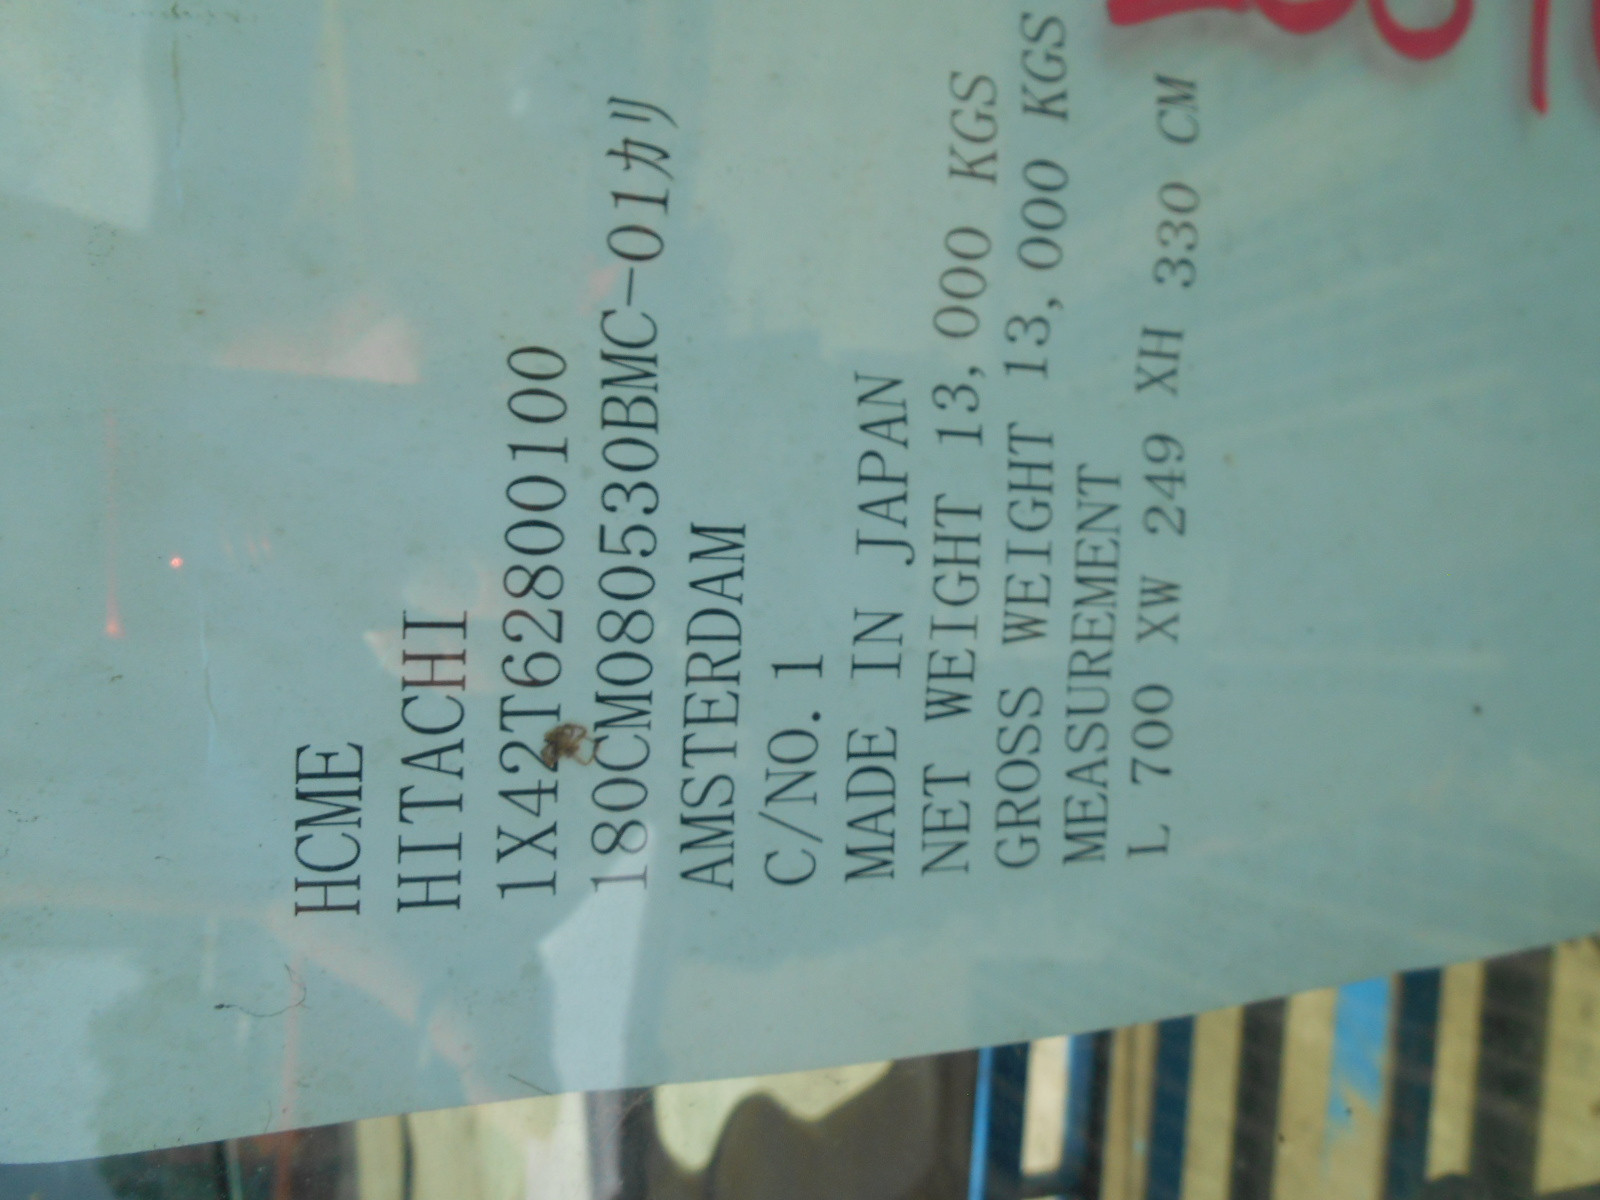 HCME
HITACHI
1X42T62800100
180CM080530BMC-01カリ
AMSTERDAM
C/NO. 1
MADE IN JAPAN
NET WEIGHT 13,000 KGS
GROSS WEIGHT 13,000 KGS
MEASUREMENT
L 700 XW 249 XH 330 CM